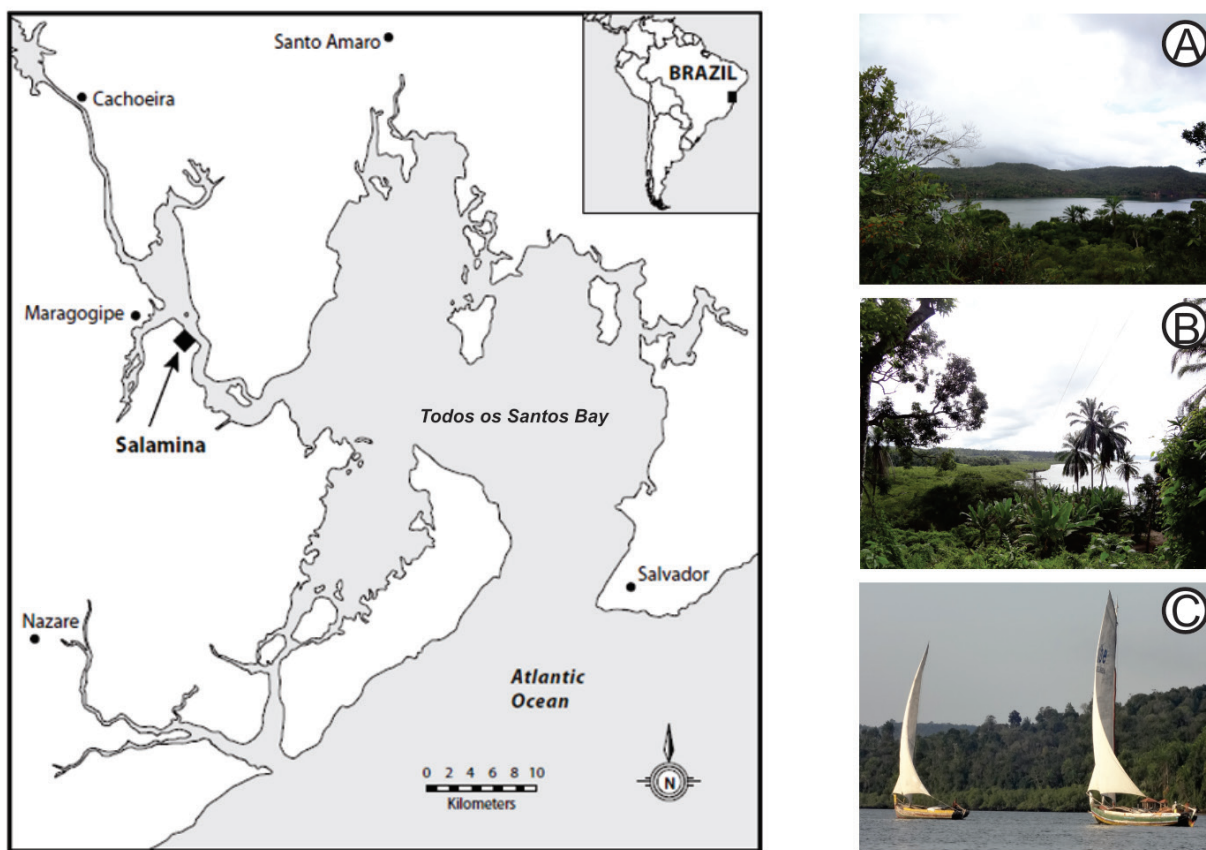 Santo Amaro
BRAZIL
Cachoeira
Maragogipe
Salamina
Todos os Santos Bay
Salvador
Nazare
Atlantic
Ocean
0 2 4 6 8 10
Kilometers
N
A
B
C